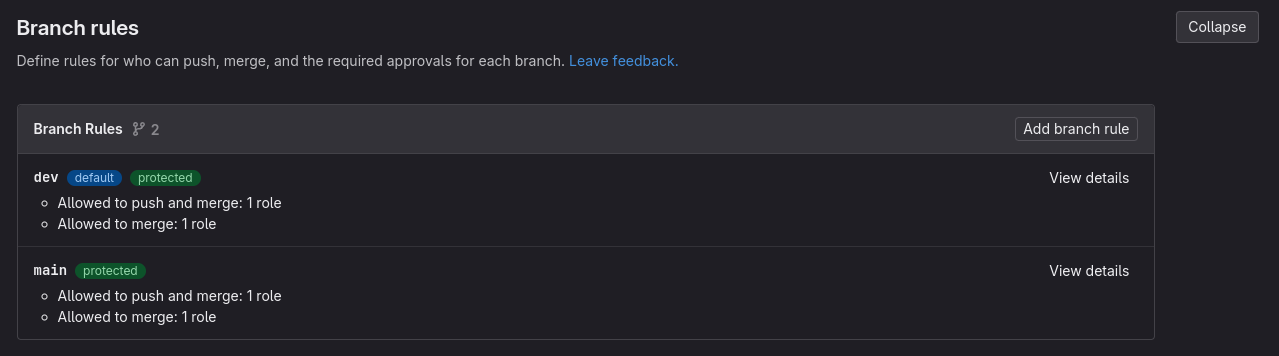 Branch rules
Collapse
Define rules for who can push, merge, and the required approvals for each branch. Leave feedback.
Branch Rules 2
Add branch rule
dev default protected
View details
Allowed to push and merge: 1 role
Allowed to merge: 1 role
main protected
View details
Allowed to push and merge: 1 role
Allowed to merge: 1 role